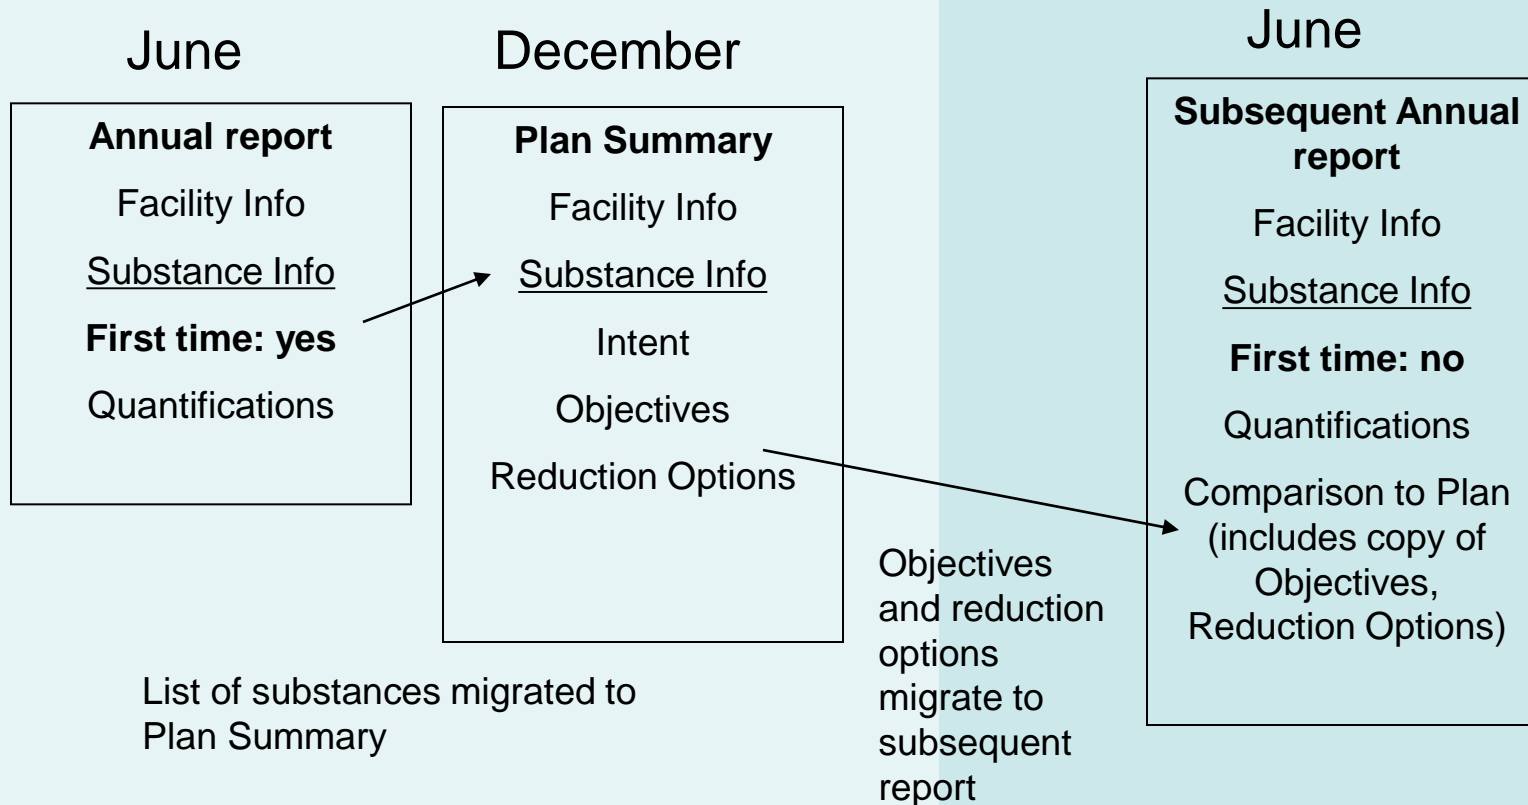 June
Annual report
Facility Info
Substance Info
First time: yes
Quantifications
December
Plan Summary
Facility Info
Substance Info
Intent
Objectives
Reduction Options
List of substances migrated to
Plan Summary
Objectives
and reduction
options
migrate to
subsequent
report
June
Subsequent Annual
report
Facility Info
Substance Info
First time: no
Quantifications
Comparison to Plan
(includes copy of
Objectives,
Reduction Options)